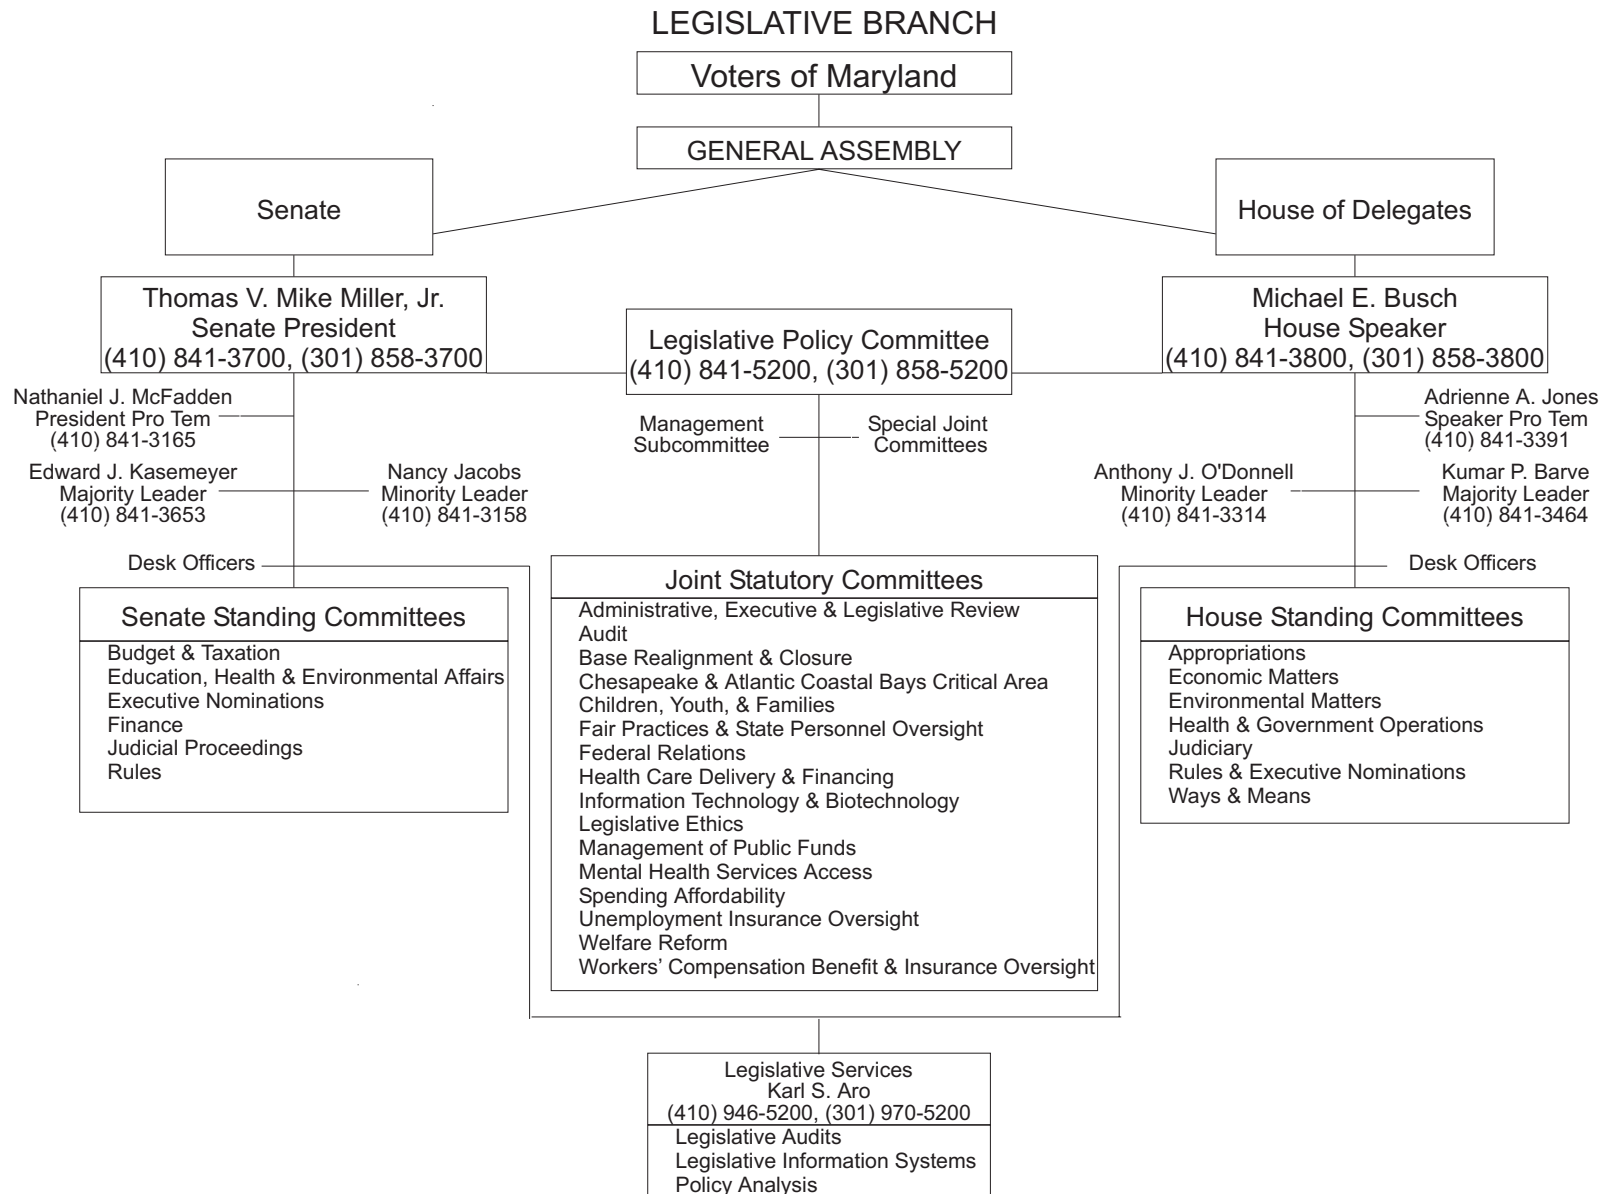 LEGISLATIVE BRANCH
Voters of Maryland
GENERAL ASSEMBLY
Senate
House of Delegates
Thomas V. Mike Miller, Jr.
Senate President
(410) 841-3700, (301) 858-3700
Legislative Policy Committee
(410) 841-5200, (301) 858-5200
Michael E. Busch
House Speaker
(410) 841-3800, (301) 858-3800
Nathaniel J. McFadden
President Pro Tem
(410) 841-3165
Edward J. Kasemeyer
Majority Leader
(410) 841-3653
Nancy Jacobs
Minority Leader
(410) 841-3158
Management
Subcommittee
Special Joint
Committees
Adrienne A. Jones
Speaker Pro Tem
(410) 841-3391
Anthony J. O'Donnell
Minority Leader
(410) 841-3314
Kumar P. Barve
Majority Leader
(410) 841-3464
Desk Officers
Desk Officers
Senate Standing Committees
Budget & Taxation
Education, Health & Environmental Affairs
Executive Nominations
Finance
Judicial Proceedings
Rules
Joint Statutory Committees
Administrative, Executive & Legislative Review
Audit
Base Realignment & Closure
Chesapeake & Atlantic Coastal Bays Critical Area
Children, Youth, & Families
Fair Practices & State Personnel Oversight
Federal Relations
Health Care Delivery & Financing
Information Technology & Biotechnology
Legislative Ethics
Management of Public Funds
Mental Health Services Access
Spending Affordability
Unemployment Insurance Oversight
Welfare Reform
Workers’ Compensation Benefit & Insurance Oversight
House Standing Committees
Appropriations
Economic Matters
Environmental Matters
Health & Government Operations
Judiciary
Rules & Executive Nominations
Ways & Means
Legislative Services
Karl S. Aro
(410) 946-5200, (301) 970-5200
Legislative Audits
Legislative Information Systems
Policy Analysis